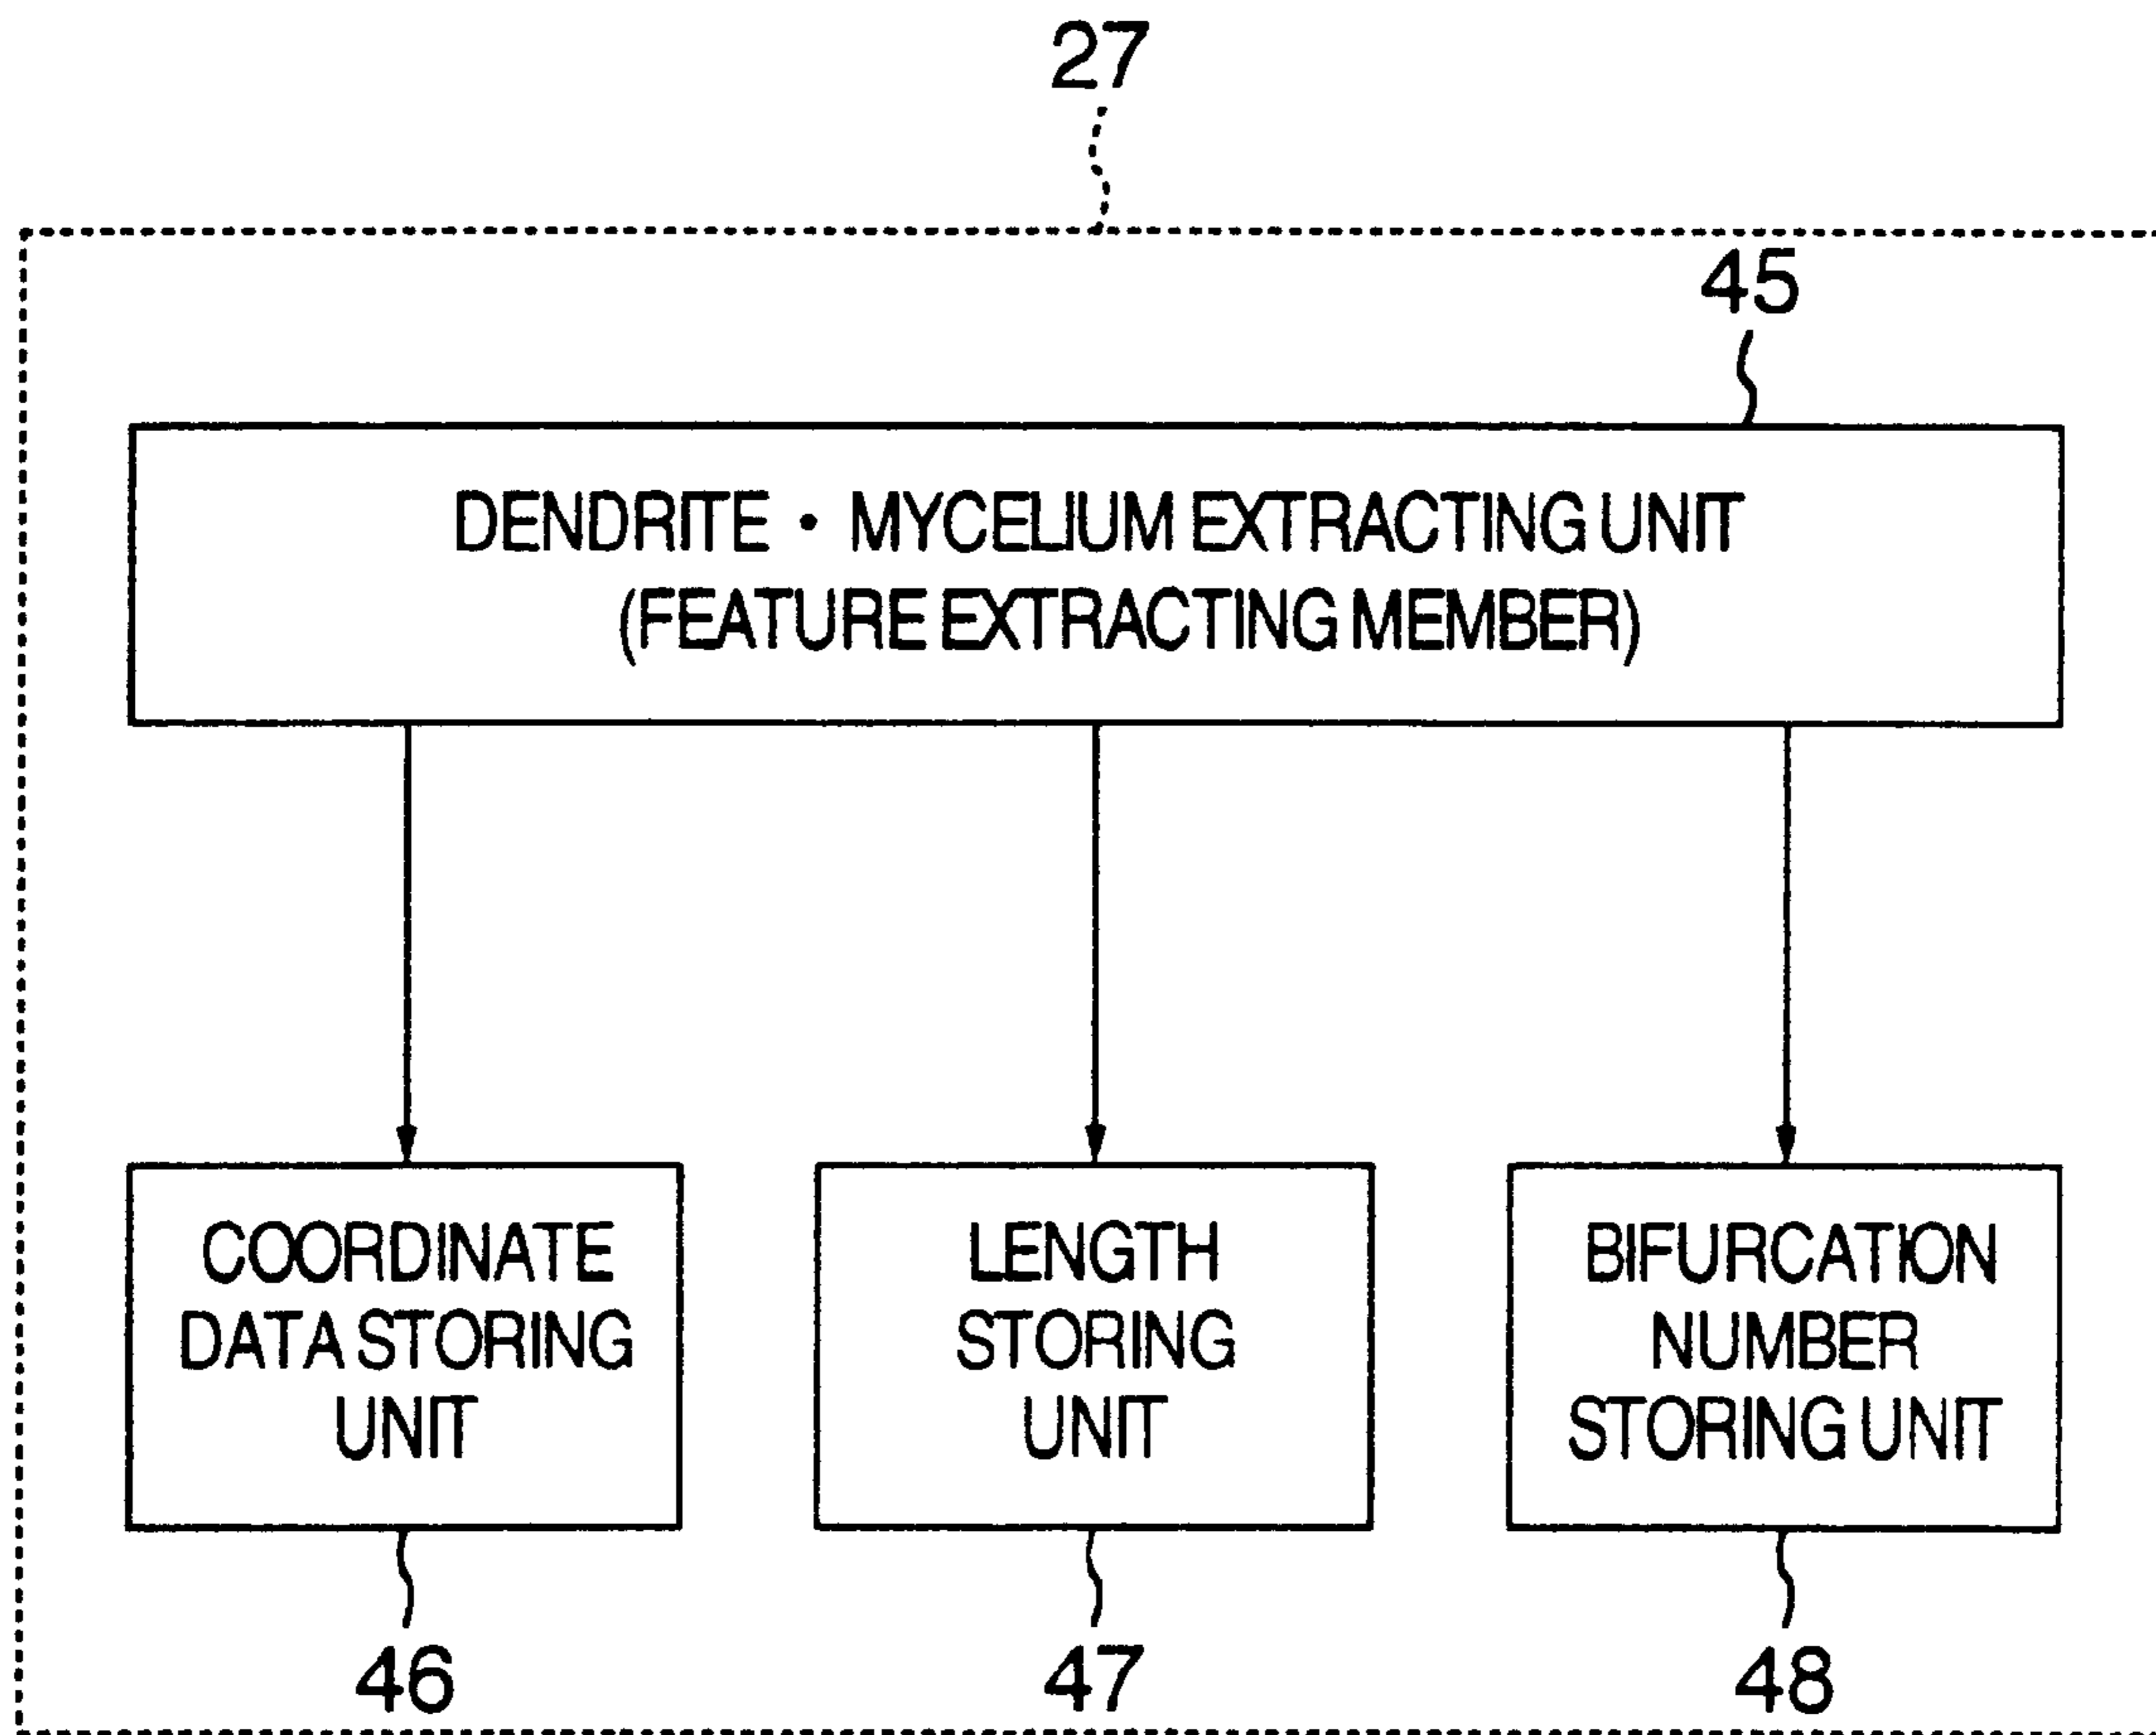 27
45
DENDRITE • MYCELIUM EXTRACTING UNIT
(FEATURE EXTRACTING MEMBER)
COORDINATE
DATA STORING
UNIT
LENGTH
STORING
UNIT
BIFURCATION
NUMBER
STORING UNIT
46
47
48